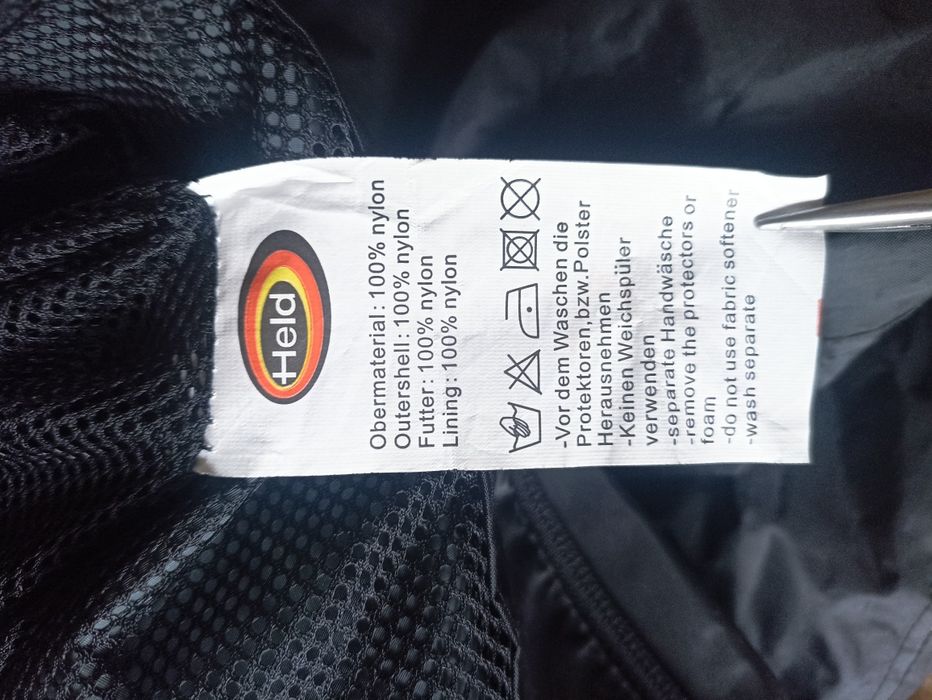 Held
Obermaterial : 100% nylon
Outershell : 100% nylon
Futter : 100% nylon
Lining : 100% nylon
-Vor dem Waschen die
Protektoren,bzw.Polster
Herausnehmen
-Keinen Weichspüler
verwenden
-separate Handwäsche
-remove the protectors or
foam
-do not use fabric softener
-wash separate